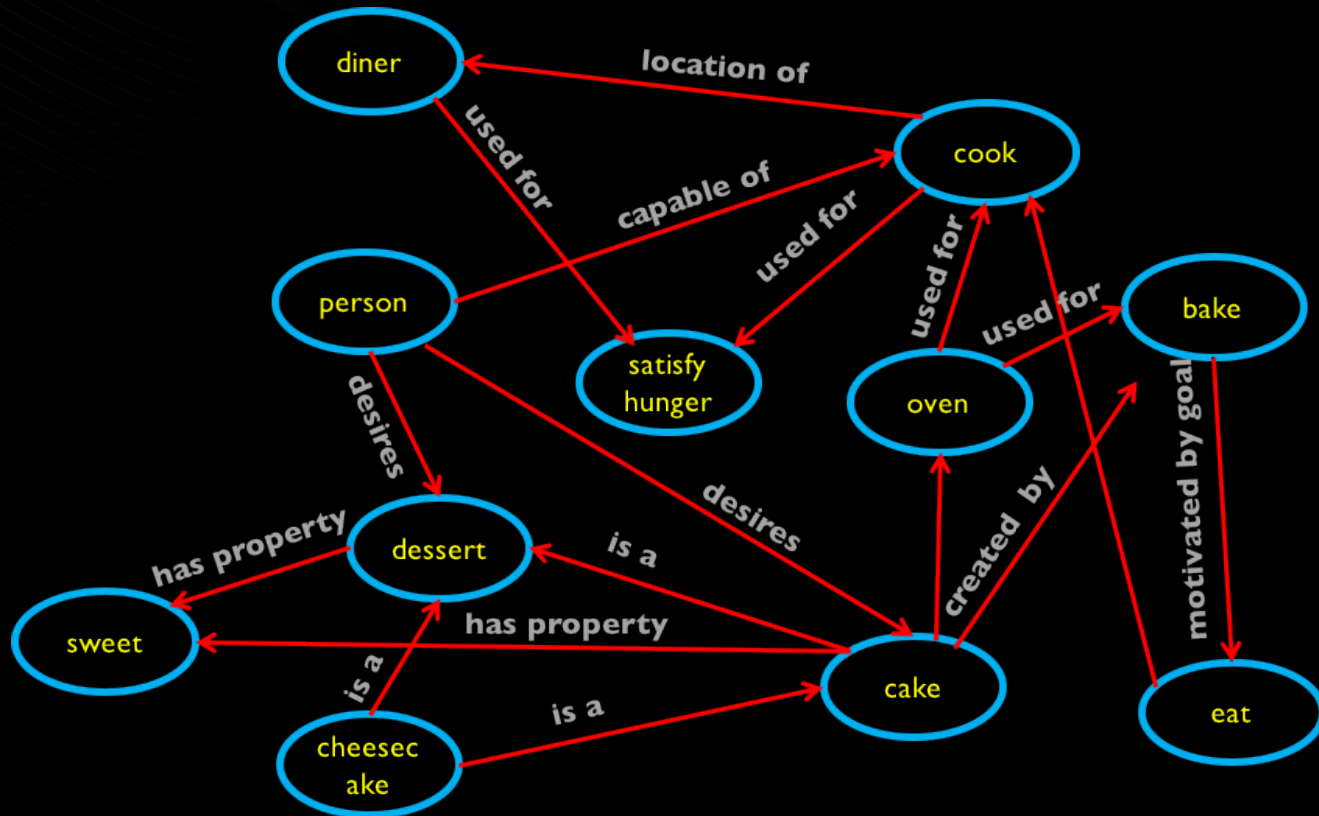 diner
location of
cook
used for
capable of
used for
person
used for
used for
bake
satisfy
hunger
oven
desires
motivated by goal
desires
created by
has property
dessert
is a
sweet
has property
is a
cake
is a
eat
cheesec
ake